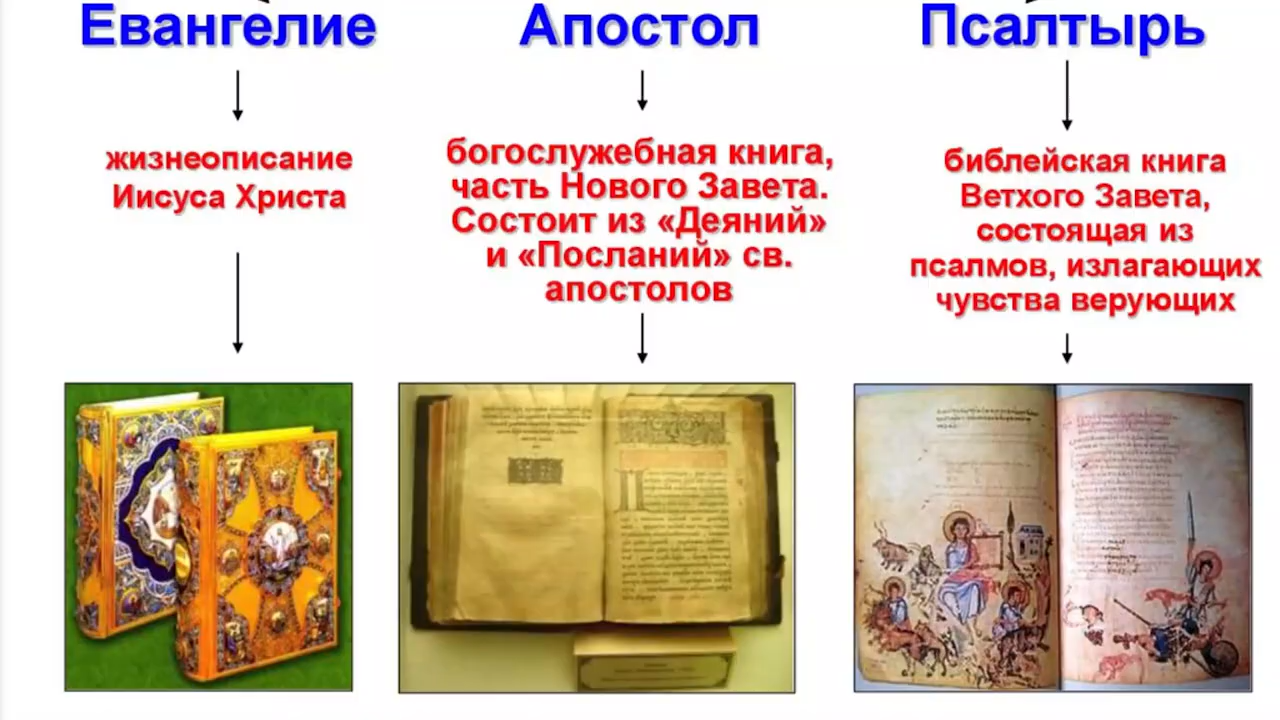 Евангелие
Апостол
Псалтырь
жизнеописание
Иисуса Христа
богослужебная книга,
часть Нового Завета.
Состоит из «Деяний»
и «Посланий» св.
апостолов
библейская книга
Ветхого Завета,
состоящая из
псалмов, излагающих
чувства верующих